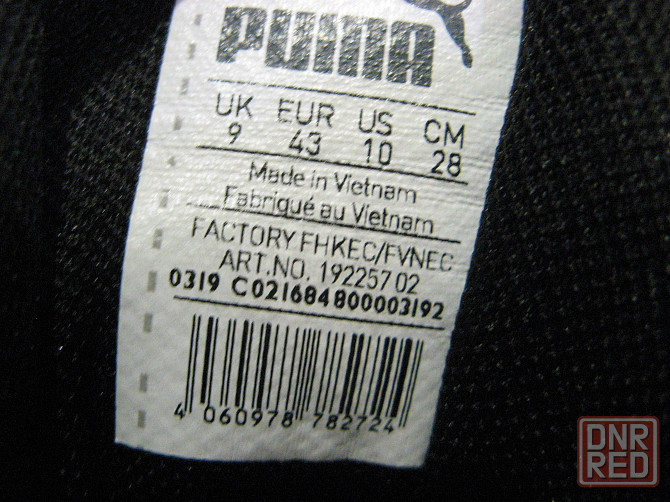 PUMA
UK EUR US CM
9 43 10 28
Made in Vietnam
Fabriqué au Vietnam
FACTORY FHKEC/FVNEC
ART.NO. 192257 02
0319 C021684800003192
4 060978 782724
DNR
RED